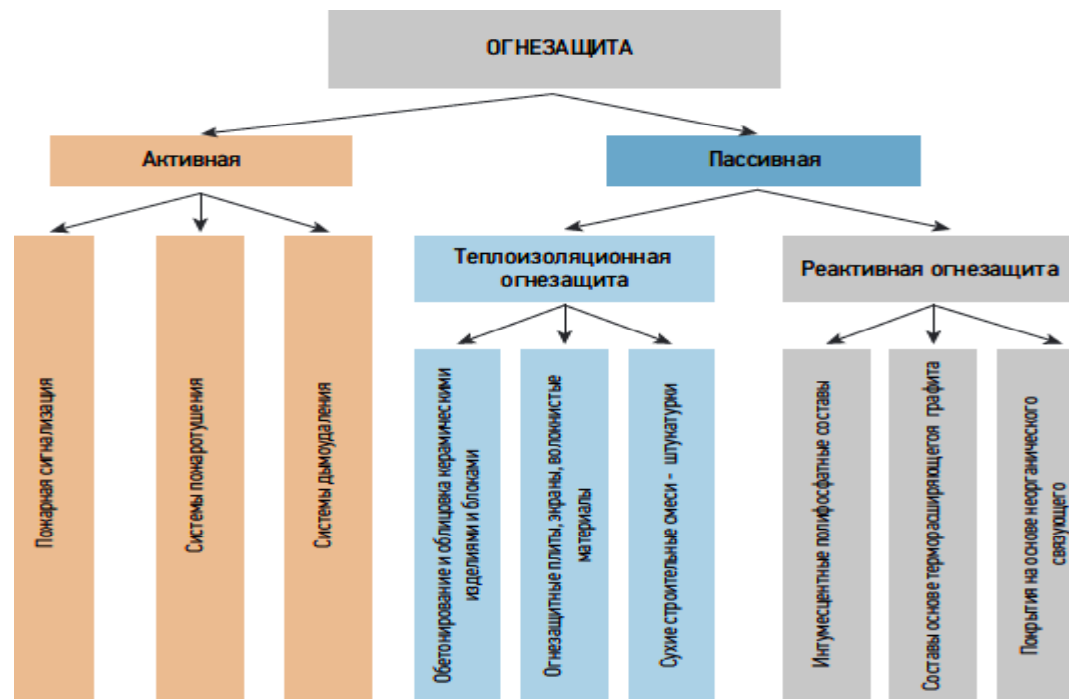 ОГНЕЗАЩИТА
Активная
Пассивная
Теплоизоляционная
огнезащита
Реактивная огнезащита
Пожарная сигнализация
Системы пожаротушения
Системы дымоудаления
Обетонирование и облицовка керамическими
изделиями и блоками
Огнезащитные плиты, экраны, волокнистые
материалы
Сухие строительные смеси - штукатурки
Интумесцентные полифосфатные составы
Составы основе терморасширяющегоя графита
Покрытия на основе неорганического
связующего